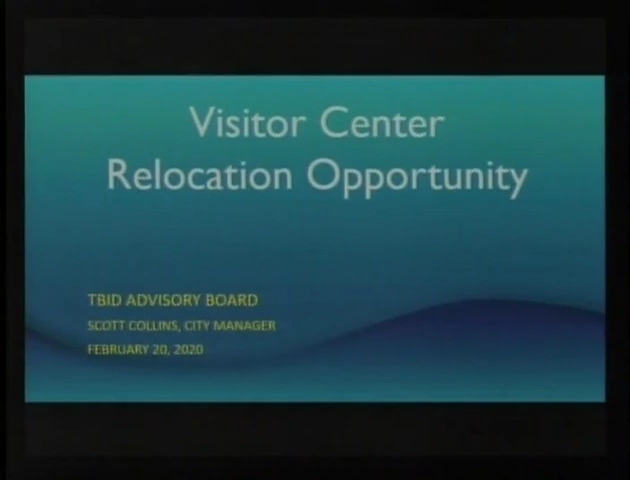 Visitor Center
Relocation Opportunity
TBID ADVISORY BOARD
SCOTT COLLINS, CITY MANAGER
FEBRUARY 20, 2020